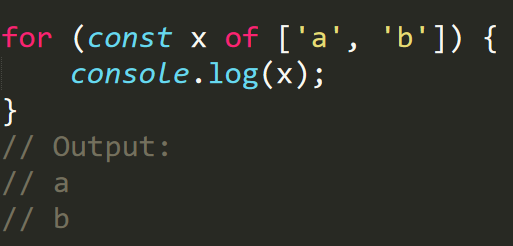 for (const x of ['a', 'b']) {
    console.log(x);
}
// Output:
// a
// b